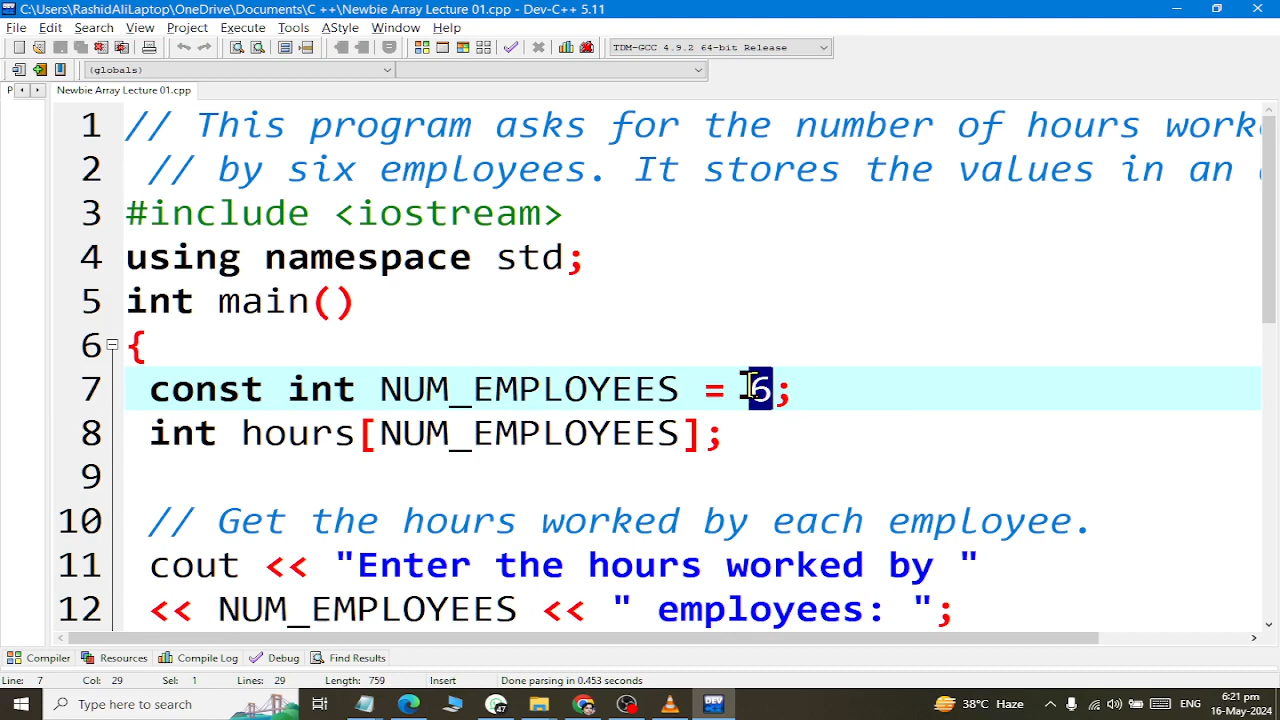 C:\Users\RashidAliLaptop\OneDrive\Documents\C ++\Newbie Array Lecture 01.cpp - Dev-C++ 5.11
File Edit Search View Project Execute Tools AStyle Window Help
TDM-GCC 4.9.2 64-bit Release
(globals)
P Newbie Array Lecture 01.cpp
1 // This program asks for the number of hours
2 // by six employees. It stores the values in an
3 #include <iostream>
4 using namespace std;
5 int main()
6 {
7 const int NUM_EMPLOYEES = 6;
8 int hours[NUM_EMPLOYEES];
9
10 // Get the hours worked by each employee.
11 cout << "Enter the hours worked by "
12 << NUM_EMPLOYEES << " employees: ";
Compiler Resources Compile Log Debug Find Results
Line: 7 Col: 29 Sel: 1 Lines: 29 Length: 759 Insert Done parsing in 0.453 seconds
Type here to search 47 DEV 38°C Haze ENG 6:21 pm
16-May-2024